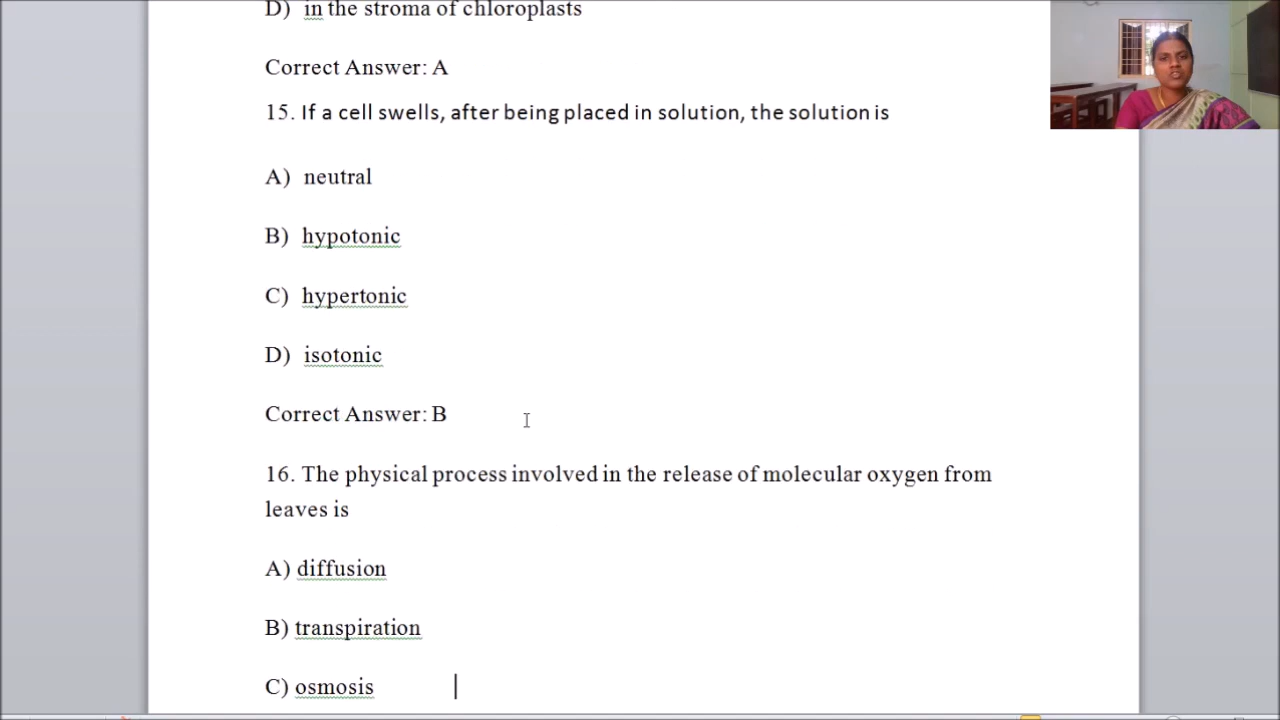 D) in the stroma of chloroplasts
Correct Answer: A
15. If a cell swells, after being placed in solution, the solution is
A) neutral
B) hypotonic
C) hypertonic
D) isotonic
Correct Answer: B
16. The physical process involved in the release of molecular oxygen from
leaves is
A) diffusion
B) transpiration
C) osmosis